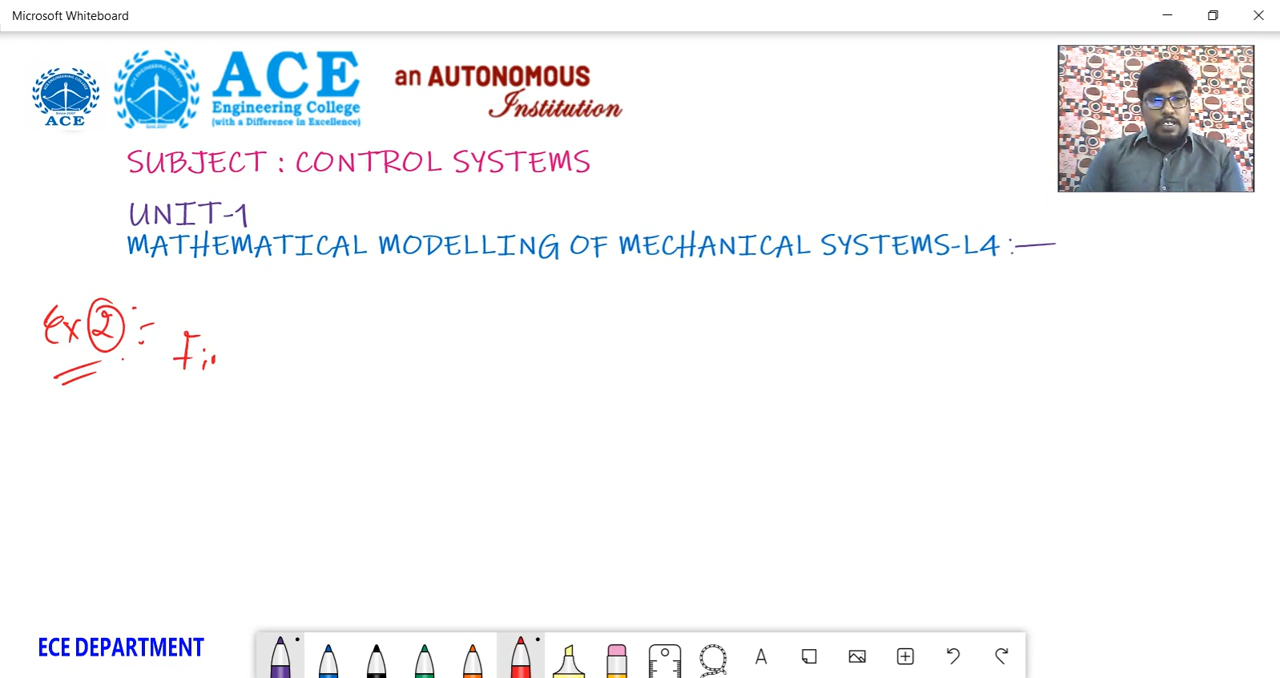 Microsoft Whiteboard
ACE
ACE
Engineering College
(with a Difference in Excellence)
an AUTONOMOUS
Institution
SUBJECT : CONTROL SYSTEMS
UNIT-1
MATHEMATICAL MODELLING OF MECHANICAL SYSTEMS-L4 :-
Ex 2 :-
Fi
ECE DEPARTMENT
A